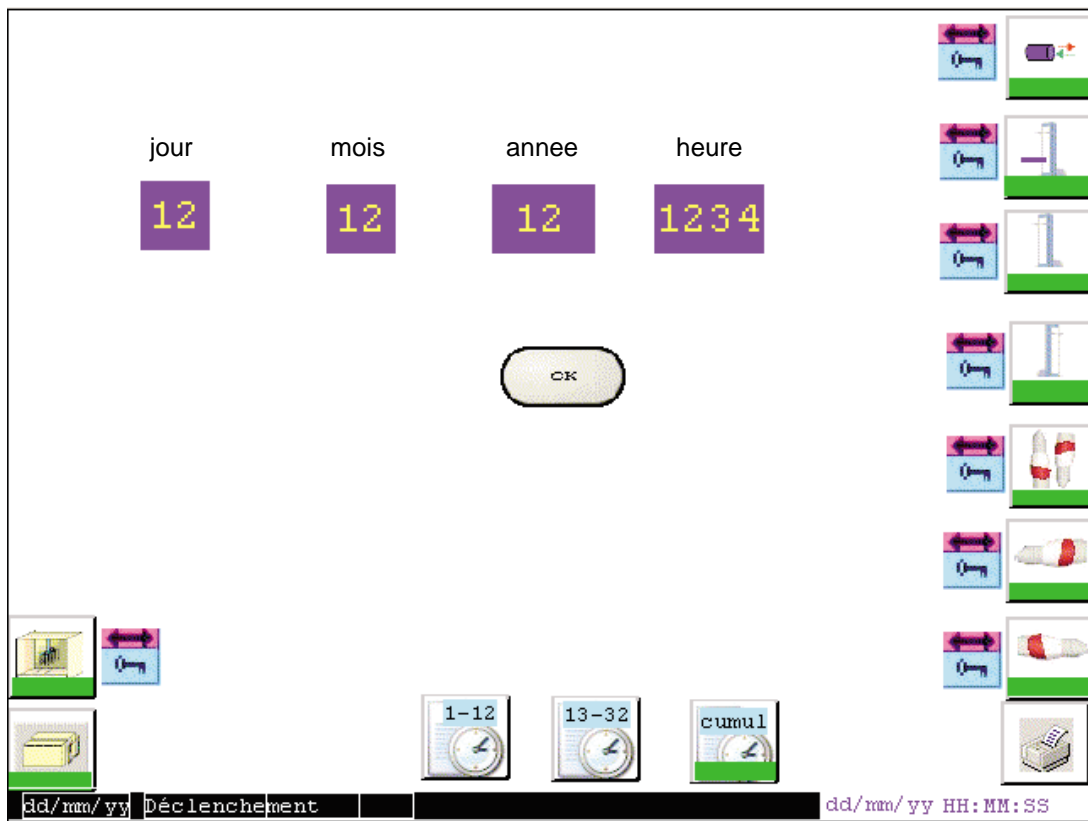 jour mois annee heure
12 12 12 1234
OK
1-12 13-32 cumul
dd/mm/yy Déclenchement dd/mm/yy HH:MM:SS